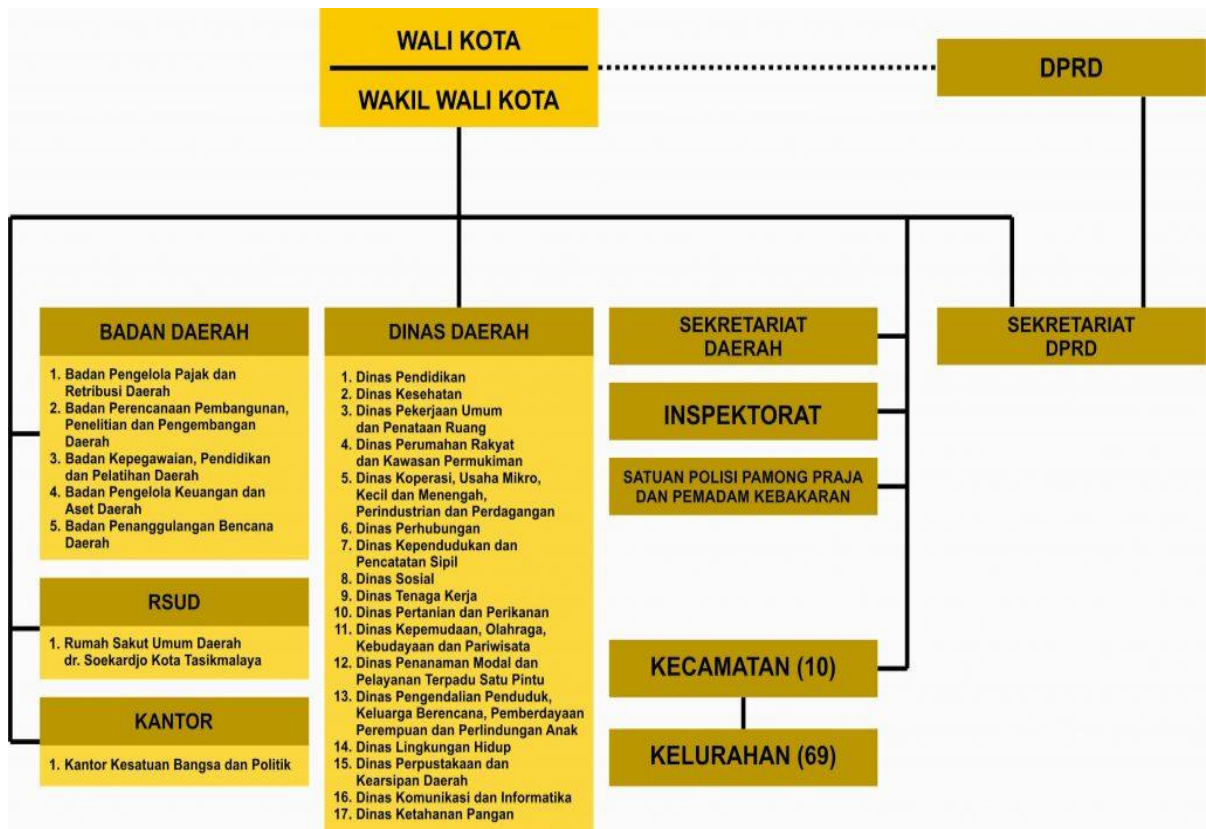 WALI KOTA
WAKIL WALI KOTA
DPRD
BADAN DAERAH
1. Badan Pengelola Pajak dan
Retribusi Daerah
2. Badan Perencanaan Pembangunan,
Penelitian dan Pengembangan
Daerah
3. Badan Kepegawaian, Pendidikan
dan Pelatihan Daerah
4. Badan Pengelola Keuangan dan
Aset Daerah
5. Badan Penanggulangan Bencana
Daerah
RSUD
1. Rumah Sakut Umum Daerah
dr. Soekardjo Kota Tasikmalaya
KANTOR
1. Kantor Kesatuan Bangsa dan Politik
DINAS DAERAH
1. Dinas Pendidikan
2. Dinas Kesehatan
3. Dinas Pekerjaan Umum
dan Penataan Ruang
4. Dinas Perumahan Rakyat
dan Kawasan Permukiman
5. Dinas Koperasi, Usaha Mikro,
Kecil dan Menengah,
Perindustrian dan Perdagangan
6. Dinas Perhubungan
7. Dinas Kependudukan dan
Pencatatan Sipil
8. Dinas Sosial
9. Dinas Tenaga Kerja
10. Dinas Pertanian dan Perikanan
11. Dinas Kepemudaan, Olahraga,
Kebudayaan dan Pariwisata
12. Dinas Penanaman Modal dan
Pelayanan Terpadu Satu Pintu
13. Dinas Pengendalian Penduduk,
Keluarga Berencana, Pemberdayaan
Perempuan dan Perlindungan Anak
14. Dinas Lingkungan Hidup
15. Dinas Perpustakaan dan
Kearsipan Daerah
16. Dinas Komunikasi dan Informatika
17. Dinas Ketahanan Pangan
SEKRETARIAT
DAERAH
INSPEKTORAT
SATUAN POLISI PAMONG PRAJA
DAN PEMADAM KEBAKARAN
KECAMATAN (10)
KELURAHAN (69)
SEKRETARIAT
DPRD